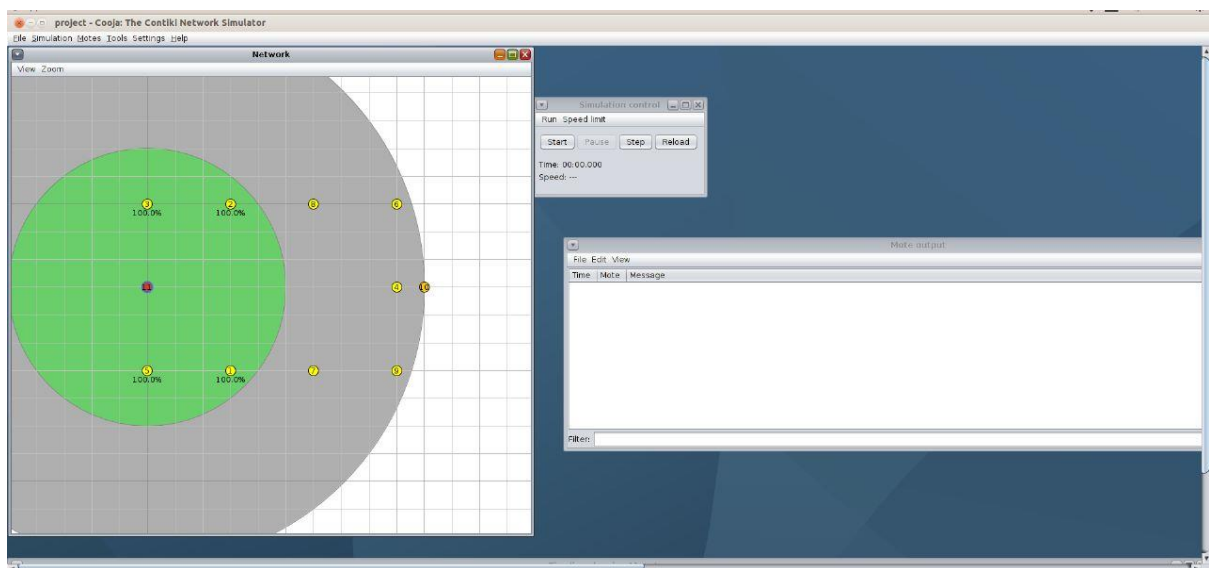 project - Cooja: The Contiki Network Simulator
File Simulation Motes Tools Settings Help
Network
View Zoom
3 2 8 6
100.0% 100.0%
11 4 10
5 1 7 9
100.0% 100.0%
Simulation control
Run Speed limit
Start Pause Step Reload
Time: 00:00.000
Speed: ---
Mote output
File Edit View
Time Mote Message
Filter: